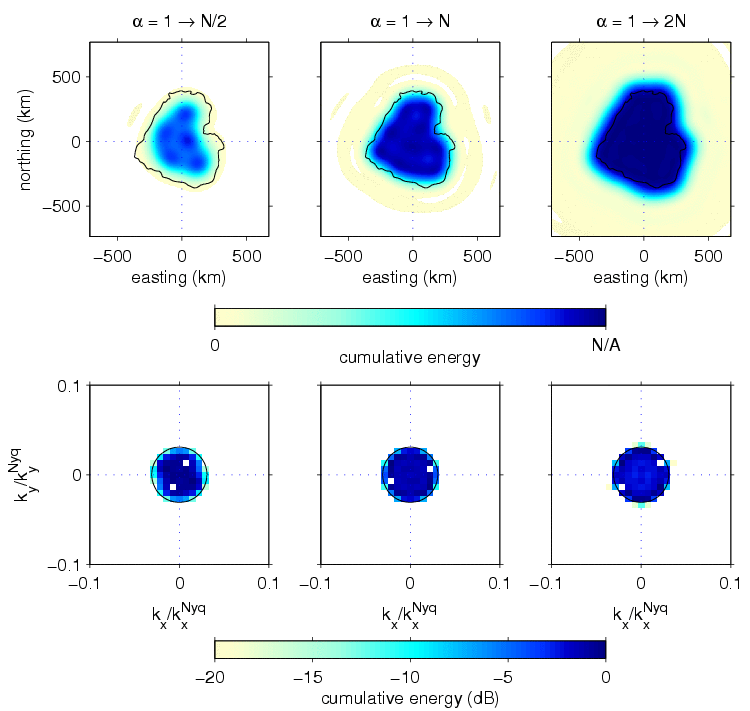 α = 1 → N/2 α = 1 → N α = 1 → 2N
500
0
−500
northing (km)
−500 0 500 −500 0 500 −500 0 500
easting (km) easting (km) easting (km)
0 N/A
cumulative energy
0.1
0
−0.1
k_y/k_y^Nyq
−0.1 0 0.1 −0.1 0 0.1 −0.1 0 0.1
k_x/k_x^Nyq k_x/k_x^Nyq k_x/k_x^Nyq
−20 −15 −10 −5 0
cumulative energy (dB)